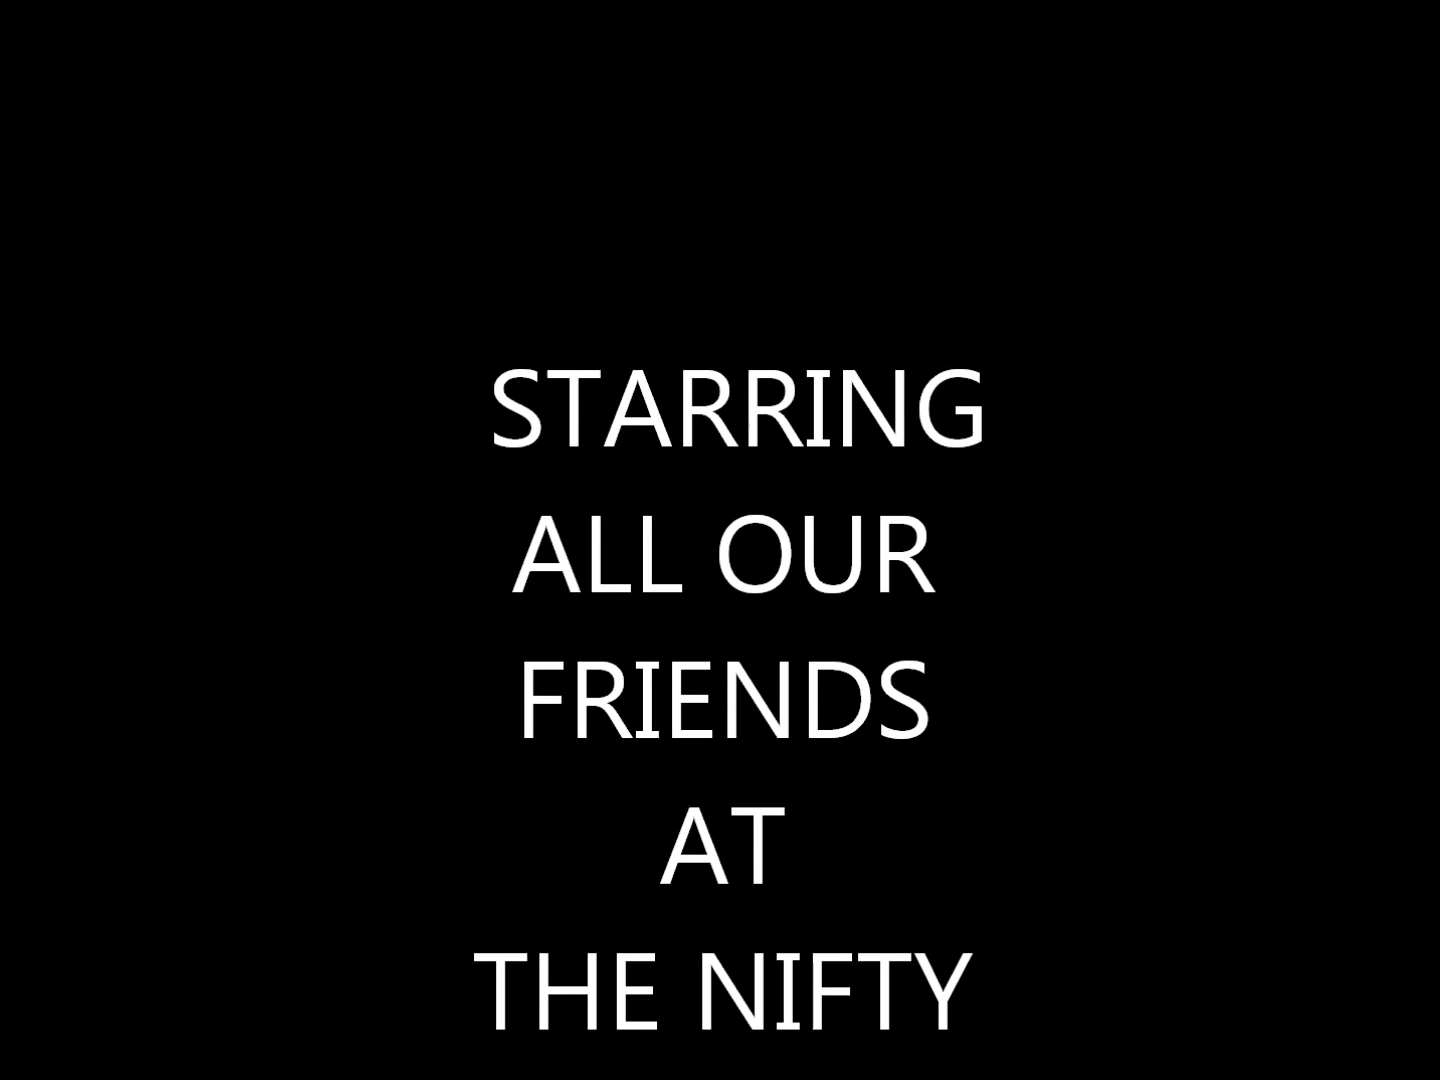 STARRING
ALL OUR
FRIENDS
AT
THE NIFTY